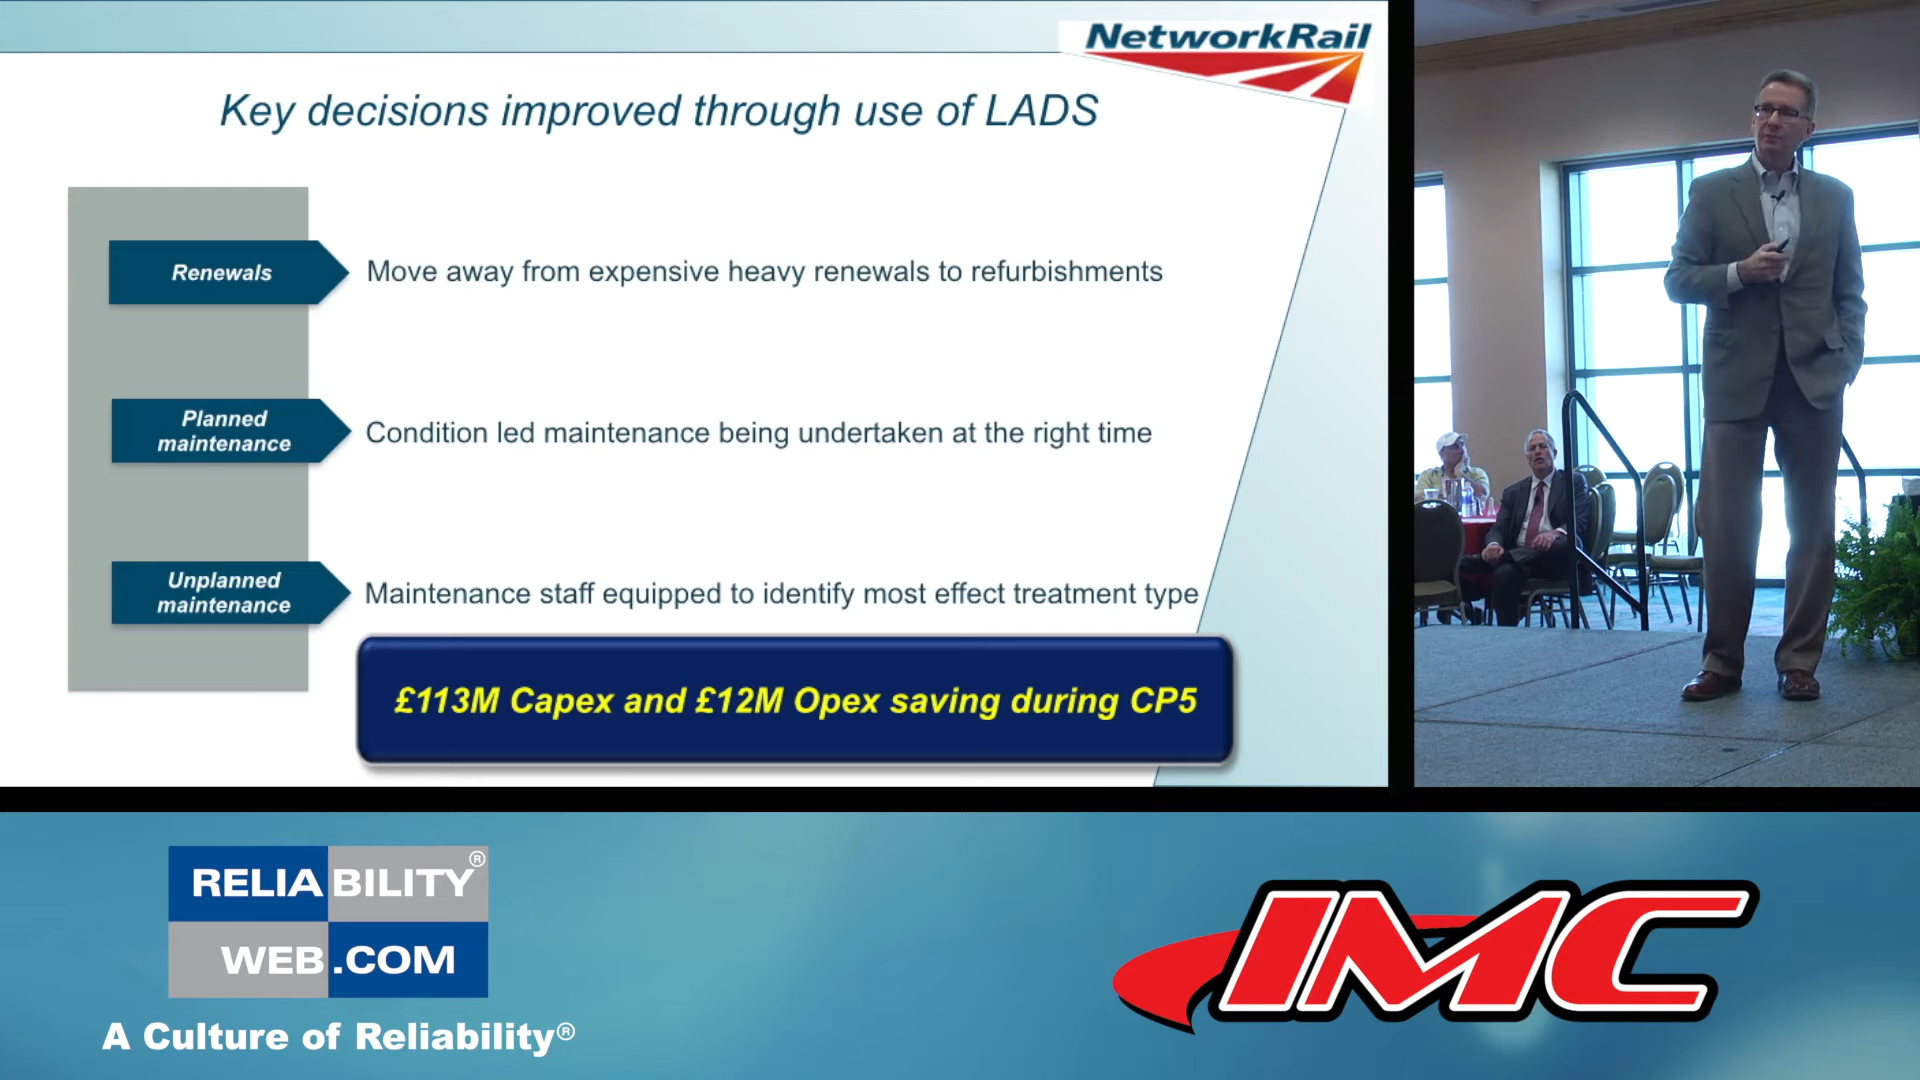 NetworkRail
Key decisions improved through use of LADS
Renewals
Move away from expensive heavy renewals to refurbishments
Planned
maintenance
Condition led maintenance being undertaken at the right time
Unplanned
maintenance
Maintenance staff equipped to identify most effect treatment type
£113M Capex and £12M Opex saving during CP5
RELIABILITY®
WEB.COM
A Culture of Reliability®
IMC